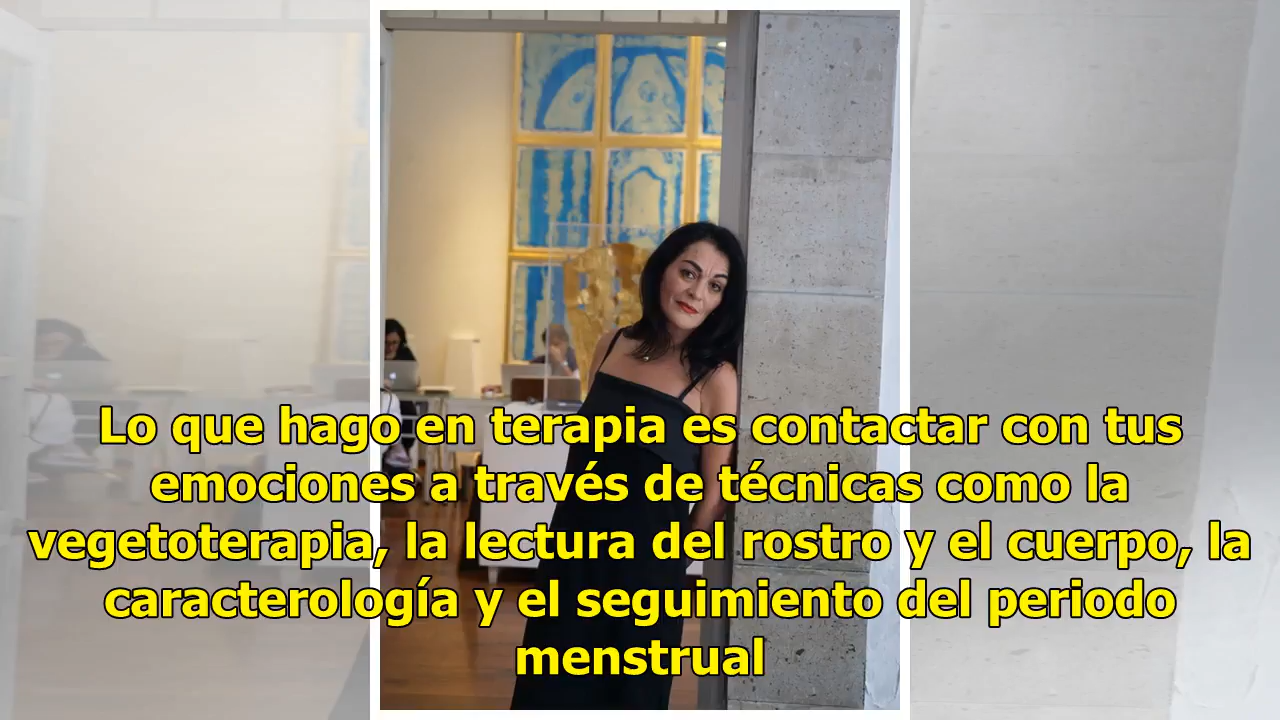 Lo que hago en terapia es contactar con tus
emociones a través de técnicas como la
vegetoterapia, la lectura del rostro y el cuerpo, la
caracterología y el seguimiento del periodo
menstrual